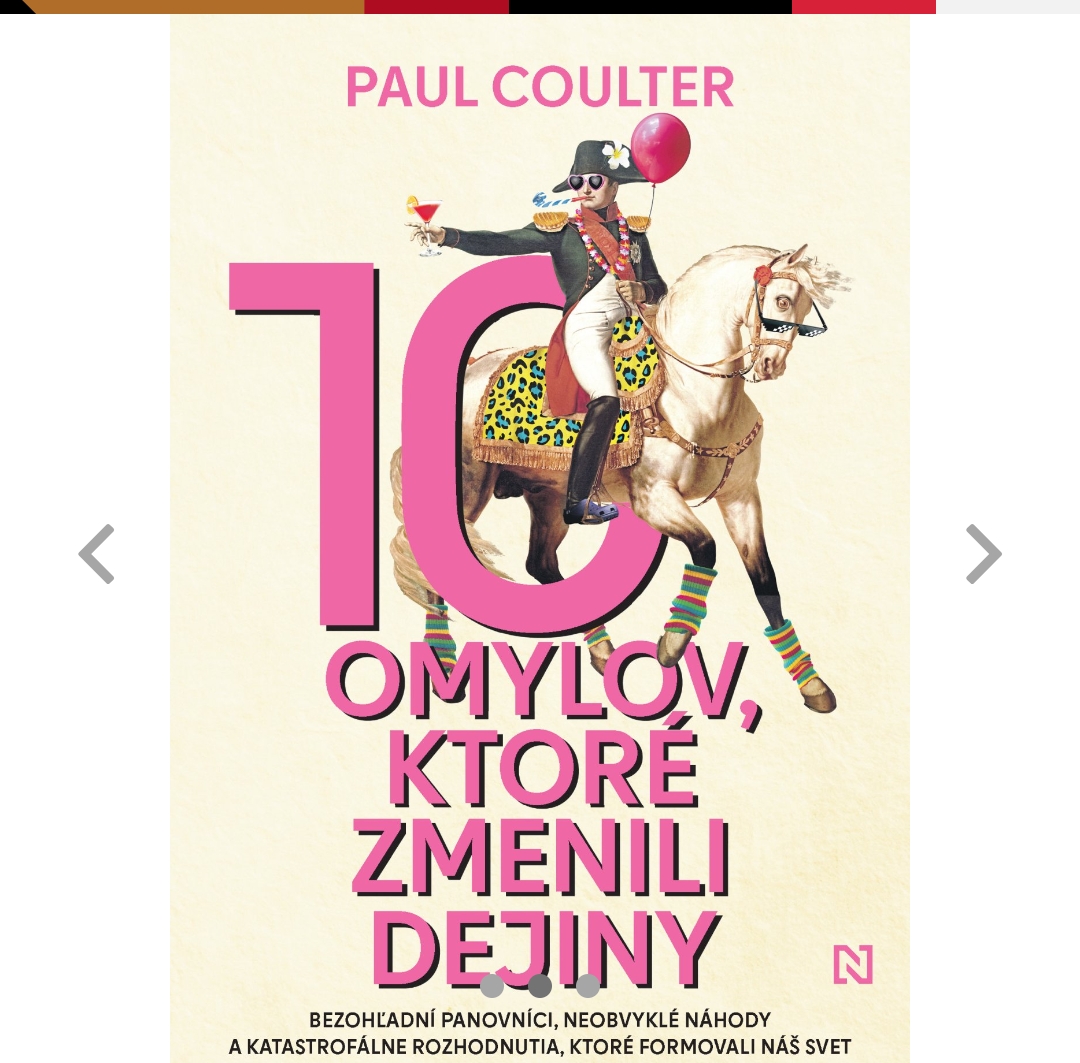 PAUL COULTER
10
OMYLOV,
KTORÉ
ZMENILI
DEJINY
N
BEZOHĽADNÍ PANOVNÍCI, NEOBVYKLÉ NÁHODY
A KATASTROFÁLNE ROZHODNUTIA, KTORÉ FORMOVALI NÁŠ SVET